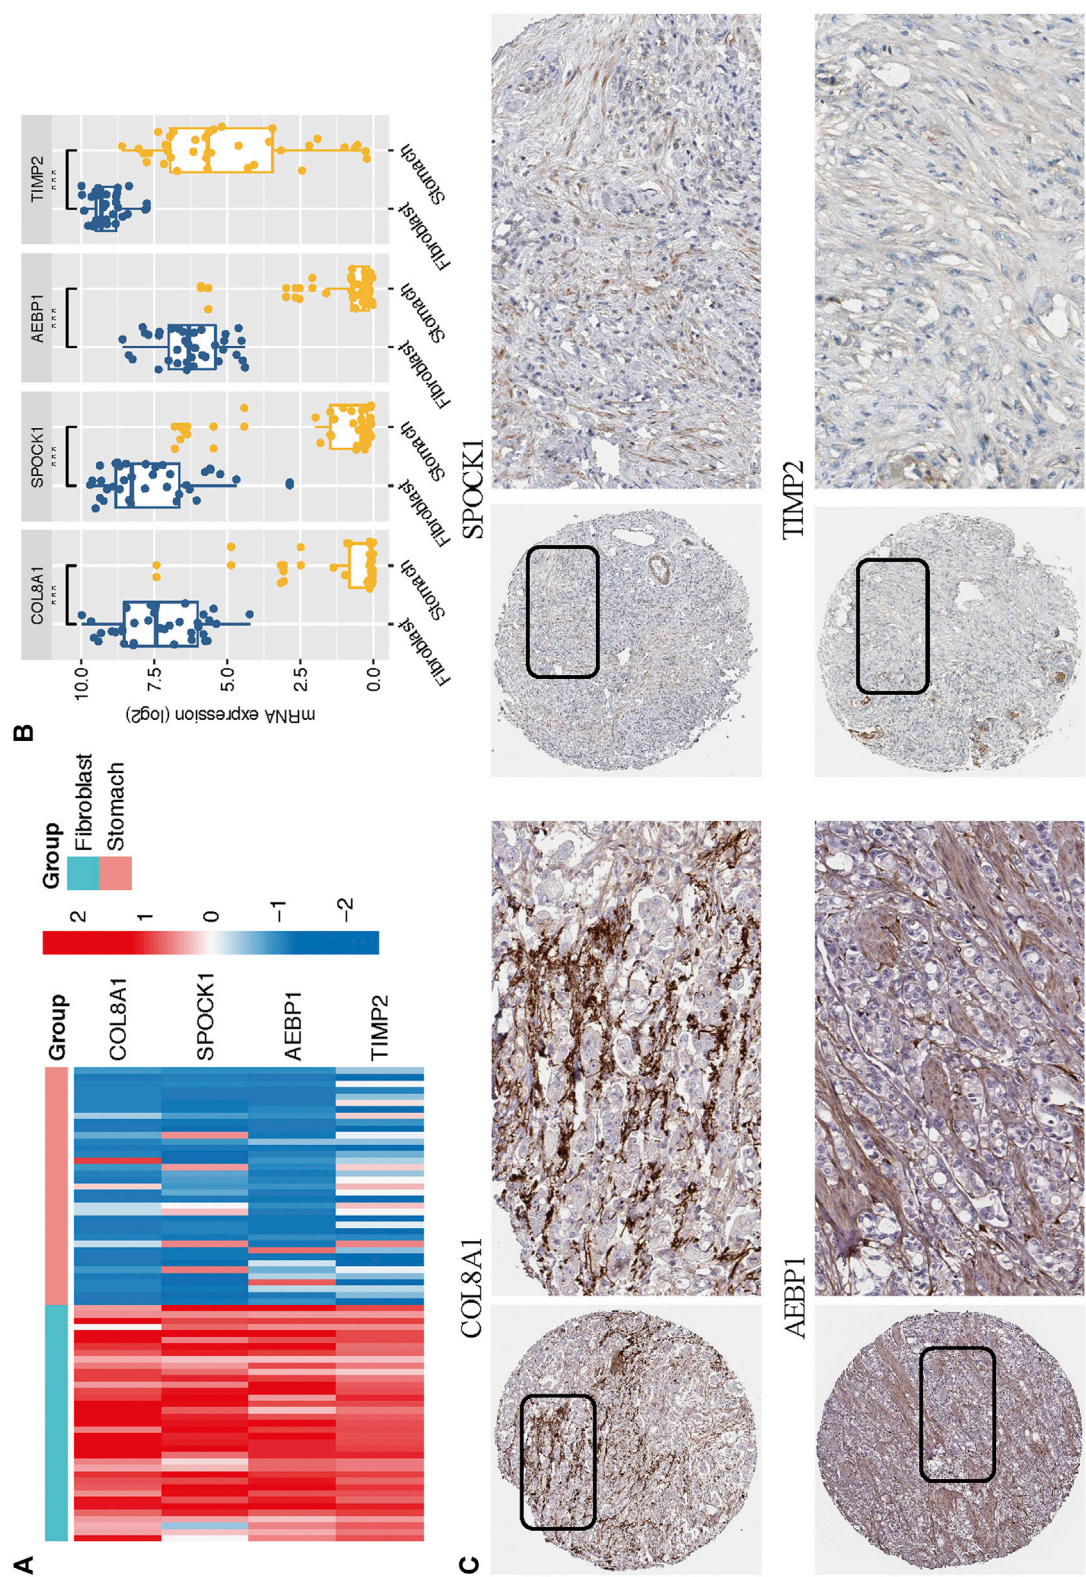 A
Group
COL8A1
SPOCK1
AEBP1
TIMP2
2
1
0
−1
−2
Group
Fibroblast
Stomach
B
mRNA expression (log2)
10.0
7.5
5.0
2.5
0.0
COL8A1
***
Fibroblast
Stomach
SPOCK1
***
Fibroblast
Stomach
AEBP1
***
Fibroblast
Stomach
TIMP2
***
Fibroblast
Stomach
C
COL8A1
SPOCK1
AEBP1
TIMP2